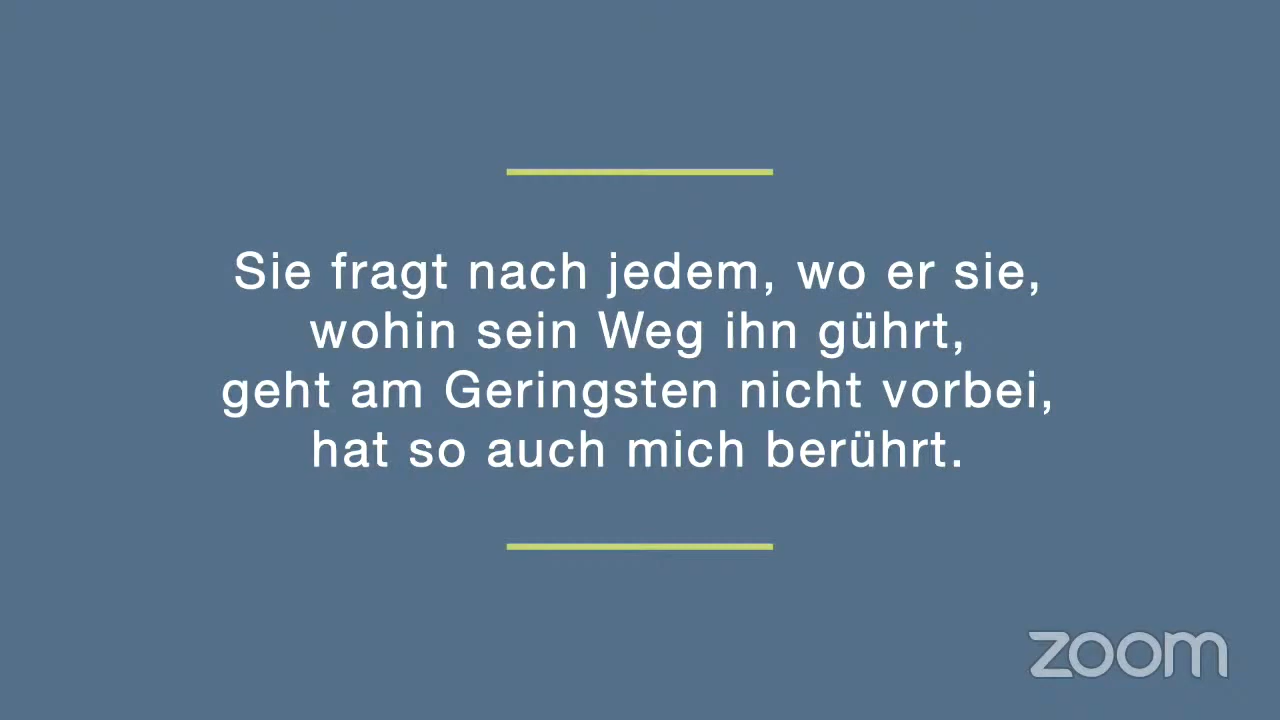 Sie fragt nach jedem, wo er sie,
wohin sein Weg ihn gührt,
geht am Geringsten nicht vorbei,
hat so auch mich berührt.
zoom